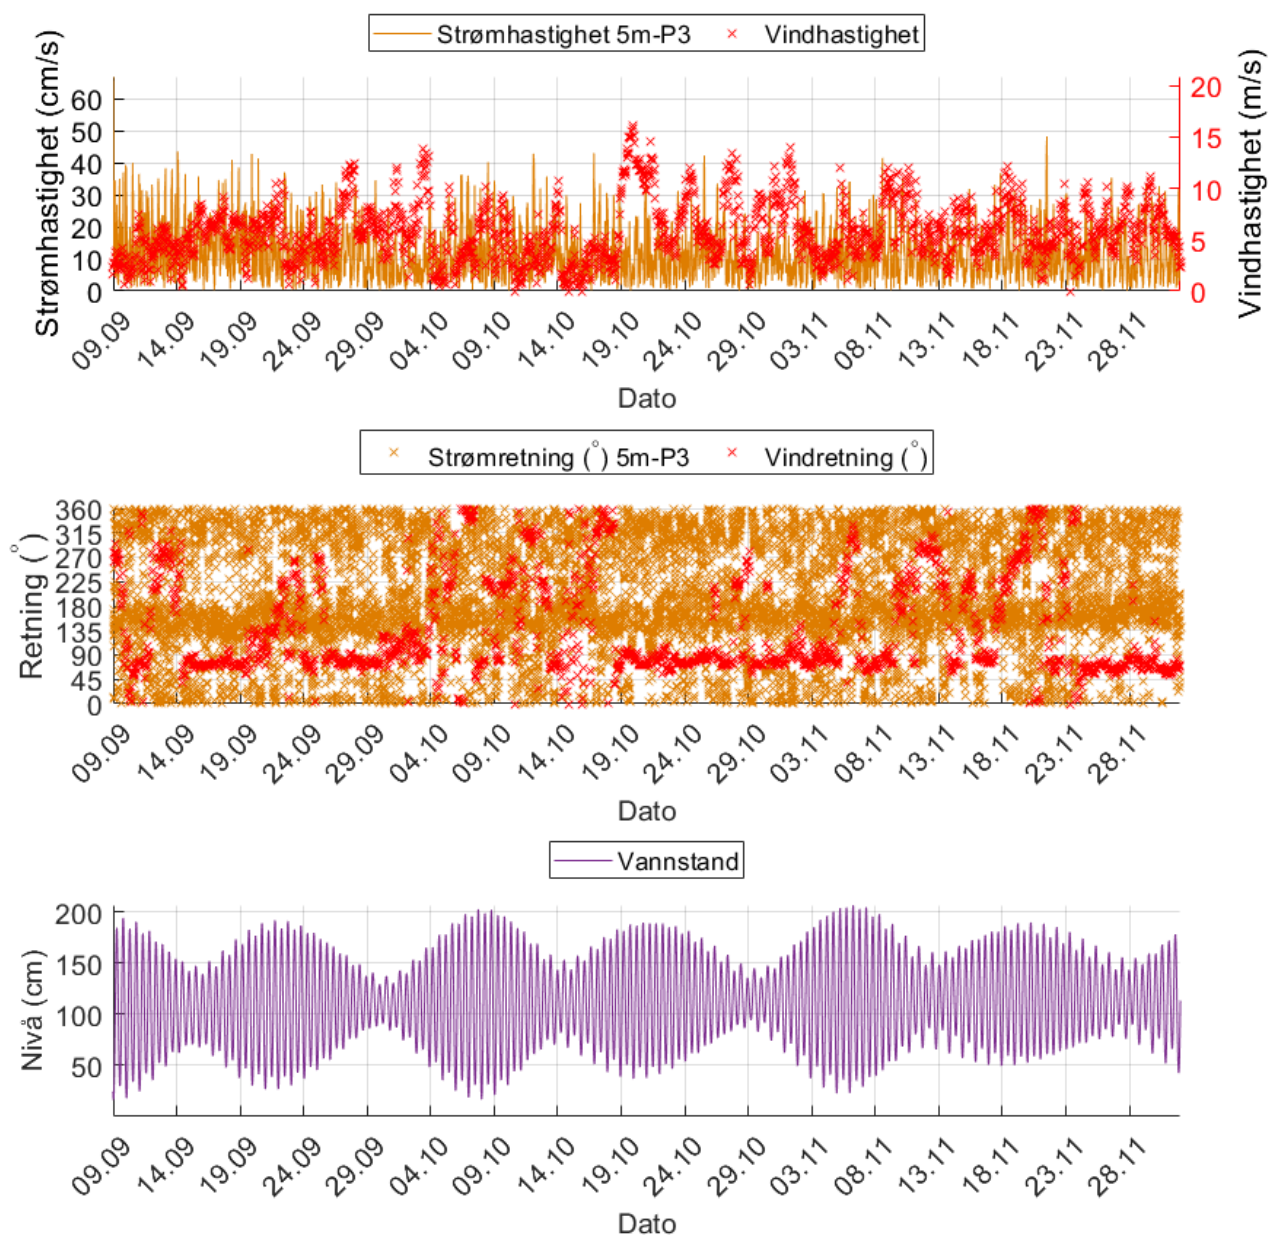 Strømhastighet 5m-P3 Vindhastighet
Strømhastighet (cm/s)
60
50
40
30
20
10
0
20
15
10
5
0
Vindhastighet (m/s)
09.09 14.09 19.09 24.09 29.09 04.10 09.10 14.10 19.10 24.10 29.10 03.11 08.11 13.11 18.11 23.11 28.11
Dato
Strømretning (°) 5m-P3 Vindretning (°)
Retning (°)
360
315
270
225
180
135
90
45
0
09.09 14.09 19.09 24.09 29.09 04.10 09.10 14.10 19.10 24.10 29.10 03.11 08.11 13.11 18.11 23.11 28.11
Dato
Vannstand
Nivå (cm)
200
150
100
50
09.09 14.09 19.09 24.09 29.09 04.10 09.10 14.10 19.10 24.10 29.10 03.11 08.11 13.11 18.11 23.11 28.11
Dato